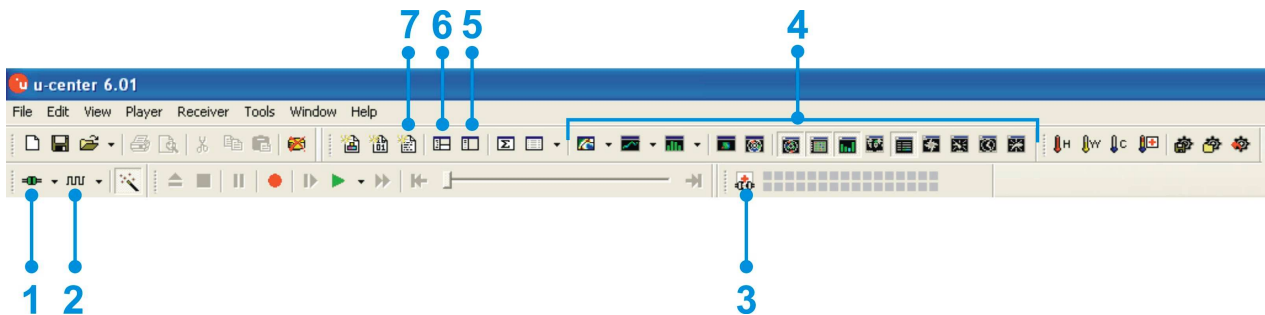 7 6 5 4
u-center 6.01
File Edit View Player Receiver Tools Window Help
H W C
1 2 3